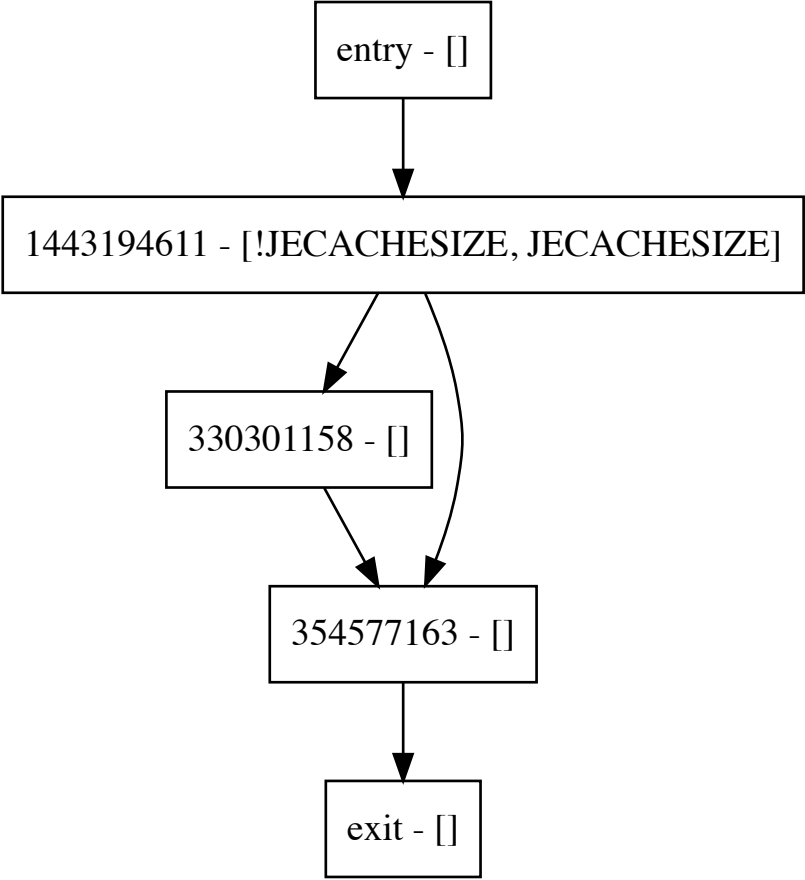 entry - []
1443194611 - [!JECACHESIZE, JECACHESIZE]
330301158 - []
354577163 - []
exit - []